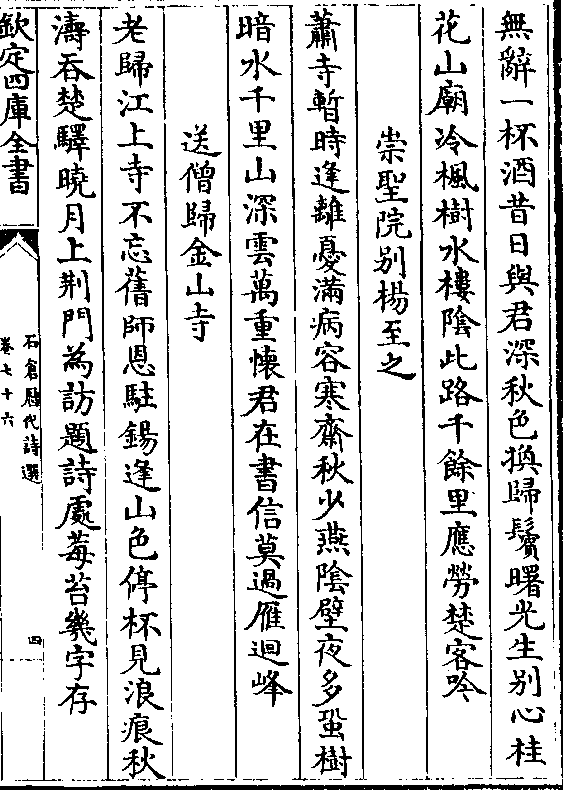 無辭一杯酒昔日與君深秋色換歸鬢曙光生别心桂
花山廟冷楓樹水樓陰此路千餘里應勞楚客吟
崇聖院别楊至之
蕭寺暫時逢離憂滿病容寒齋秋少燕陰壁夜多蛩樹
暗水千里山深雲萬重懷君在書信莫過雁迴峰
送僧歸金山寺
老歸江上寺不忘舊師恩駐錫逢山色停杯見浪痕秋
濤吞楚驛曉月上荆門為訪題詩處莓苔幾字存
欽定四庫全書
石倉歴代詩選
卷七十六
四